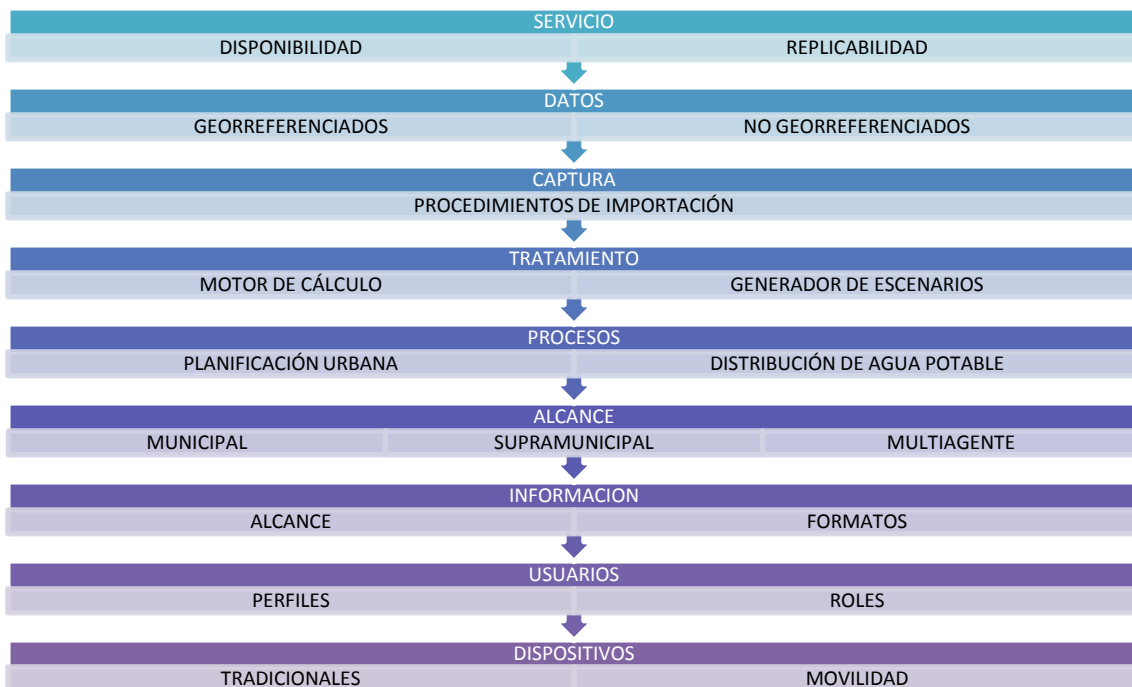 SERVICIO
DISPONIBILIDAD REPLICABILIDAD
DATOS
GEORREFERENCIADOS NO GEORREFERENCIADOS
CAPTURA
PROCEDIMIENTOS DE IMPORTACIÓN
TRATAMIENTO
MOTOR DE CÁLCULO GENERADOR DE ESCENARIOS
PROCESOS
PLANIFICACIÓN URBANA DISTRIBUCIÓN DE AGUA POTABLE
ALCANCE
MUNICIPAL SUPRAMUNICIPAL MULTIAGENTE
INFORMACION
ALCANCE FORMATOS
USUARIOS
PERFILES ROLES
DISPOSITIVOS
TRADICIONALES MOVILIDAD